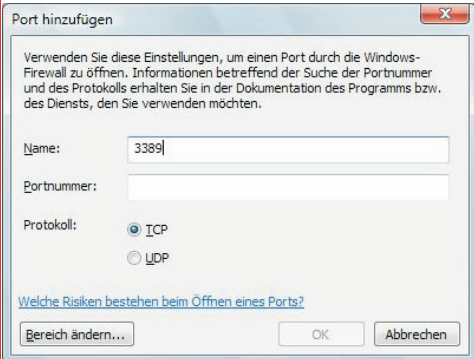 Port hinzufügen
Verwenden Sie diese Einstellungen, um einen Port durch die Windows-
Firewall zu öffnen. Informationen betreffend der Suche der Portnummer
und des Protokolls erhalten Sie in der Dokumentation des Programms bzw.
des Diensts, den Sie verwenden möchten.
Name: 3389
Portnummer:
Protokoll: TCP
UDP
Welche Risiken bestehen beim Öffnen eines Ports?
Bereich ändern... OK Abbrechen